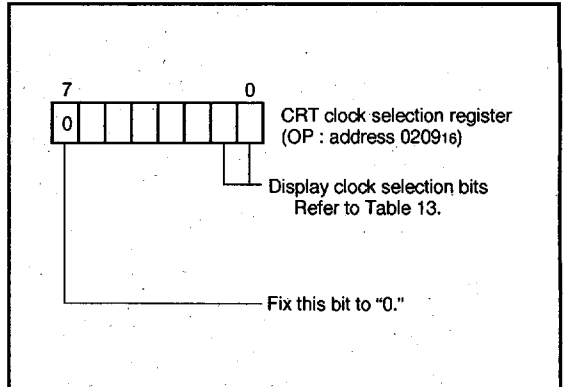 7 0
0
CRT clock selection register
(OP : address 020916)
Display clock selection bits
Refer to Table 13.
Fix this bit to “0.”